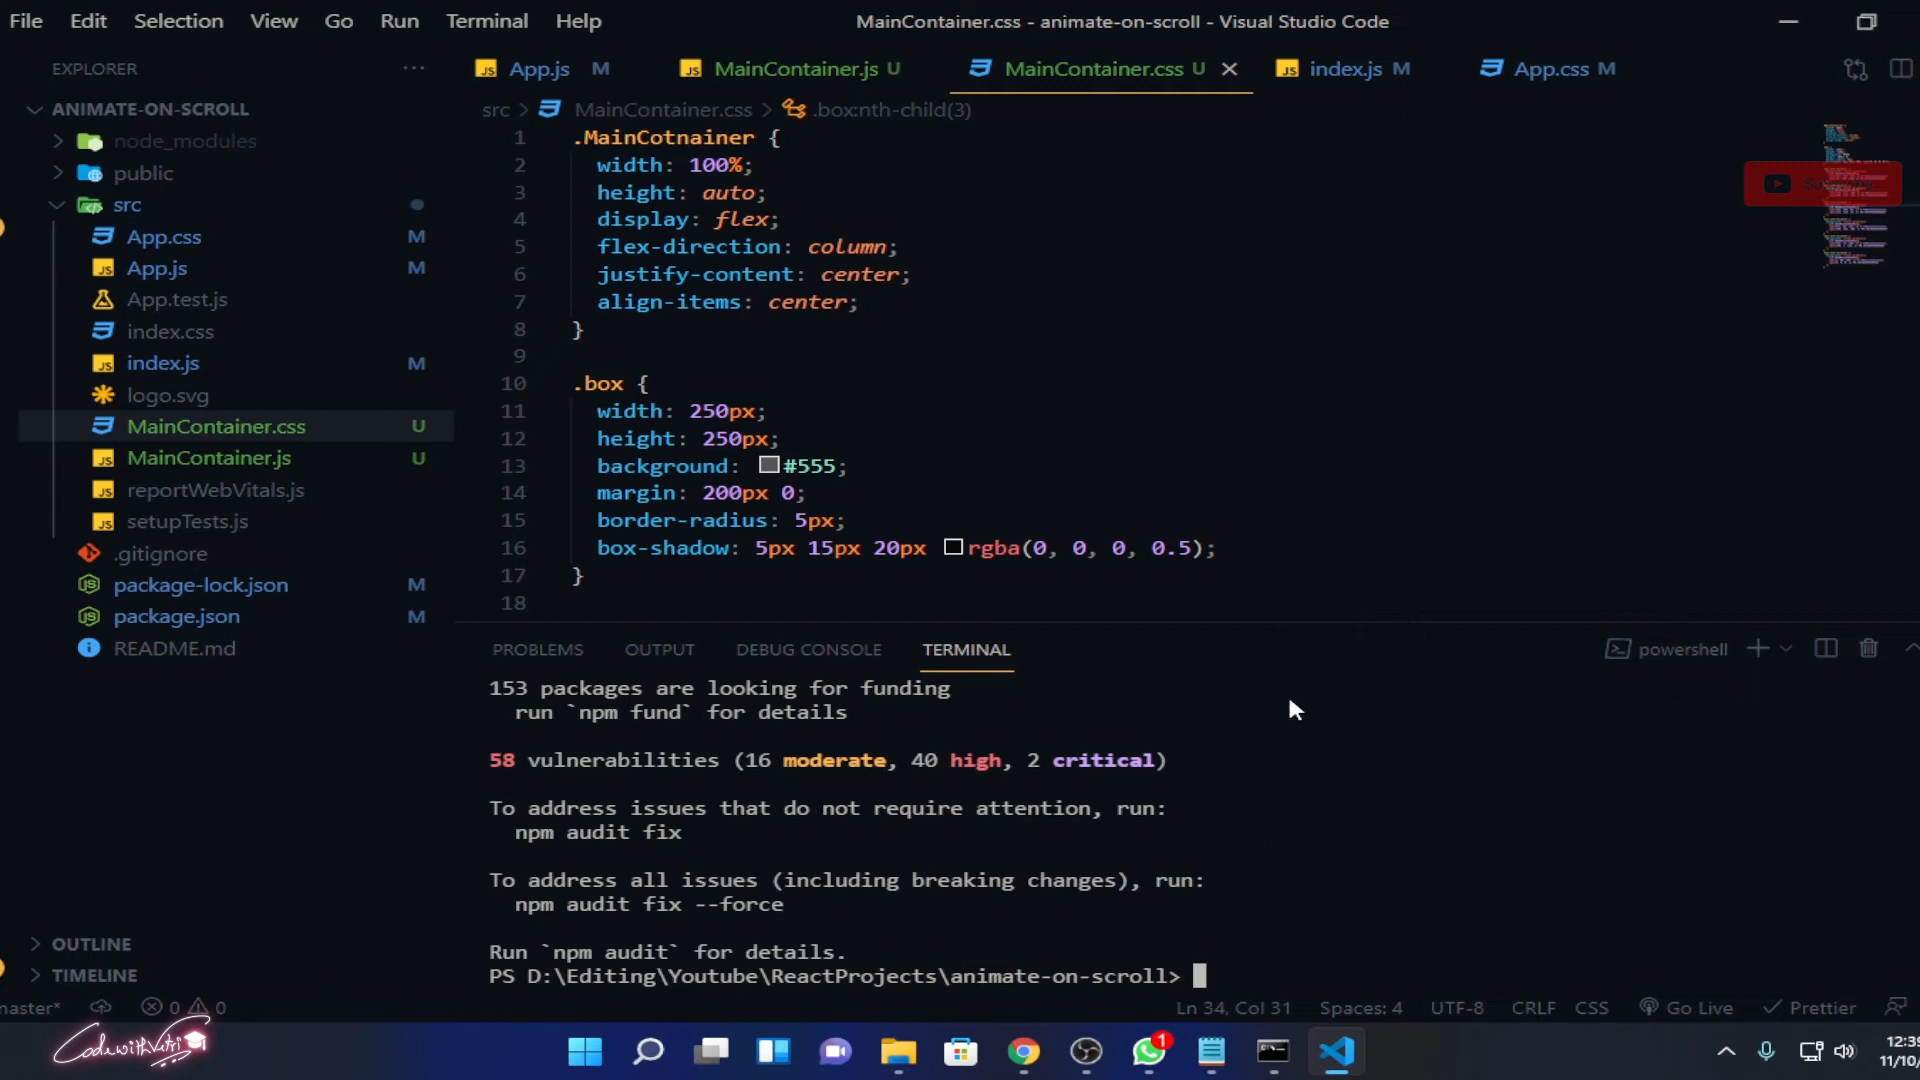 File Edit Selection View Go Run Terminal Help
MainContainer.css - animate-on-scroll - Visual Studio Code
EXPLORER
App.js M
MainContainer.js U
MainContainer.css U
index.js M
App.css M
ANIMATE-ON-SCROLL
node_modules
public
src
App.css M
App.js M
App.test.js
index.css
index.js M
logo.svg
MainContainer.css U
MainContainer.js U
reportWebVitals.js
setupTests.js
.gitignore
package-lock.json M
package.json M
README.md
OUTLINE
TIMELINE
src > MainContainer.css > .box:nth-child(3)
1 .MainCotnainer {
2 width: 100%;
3 height: auto;
4 display: flex;
5 flex-direction: column;
6 justify-content: center;
7 align-items: center;
8 }
9
10 .box {
11 width: 250px;
12 height: 250px;
13 background: #555;
14 margin: 200px 0;
15 border-radius: 5px;
16 box-shadow: 5px 15px 20px rgba(0, 0, 0, 0.5);
17 }
18
PROBLEMS OUTPUT DEBUG CONSOLE TERMINAL
powershell
153 packages are looking for funding
run `npm fund` for details
58 vulnerabilities (16 moderate, 40 high, 2 critical)
To address issues that do not require attention, run:
npm audit fix
To address all issues (including breaking changes), run:
npm audit fix --force
Run `npm audit` for details.
PS D:\Editing\Youtube\ReactProjects\animate-on-scroll>
master* 0 0
Ln 34, Col 31 Spaces: 4 UTF-8 CRLF CSS Go Live Prettier
1
12:39
11/10/